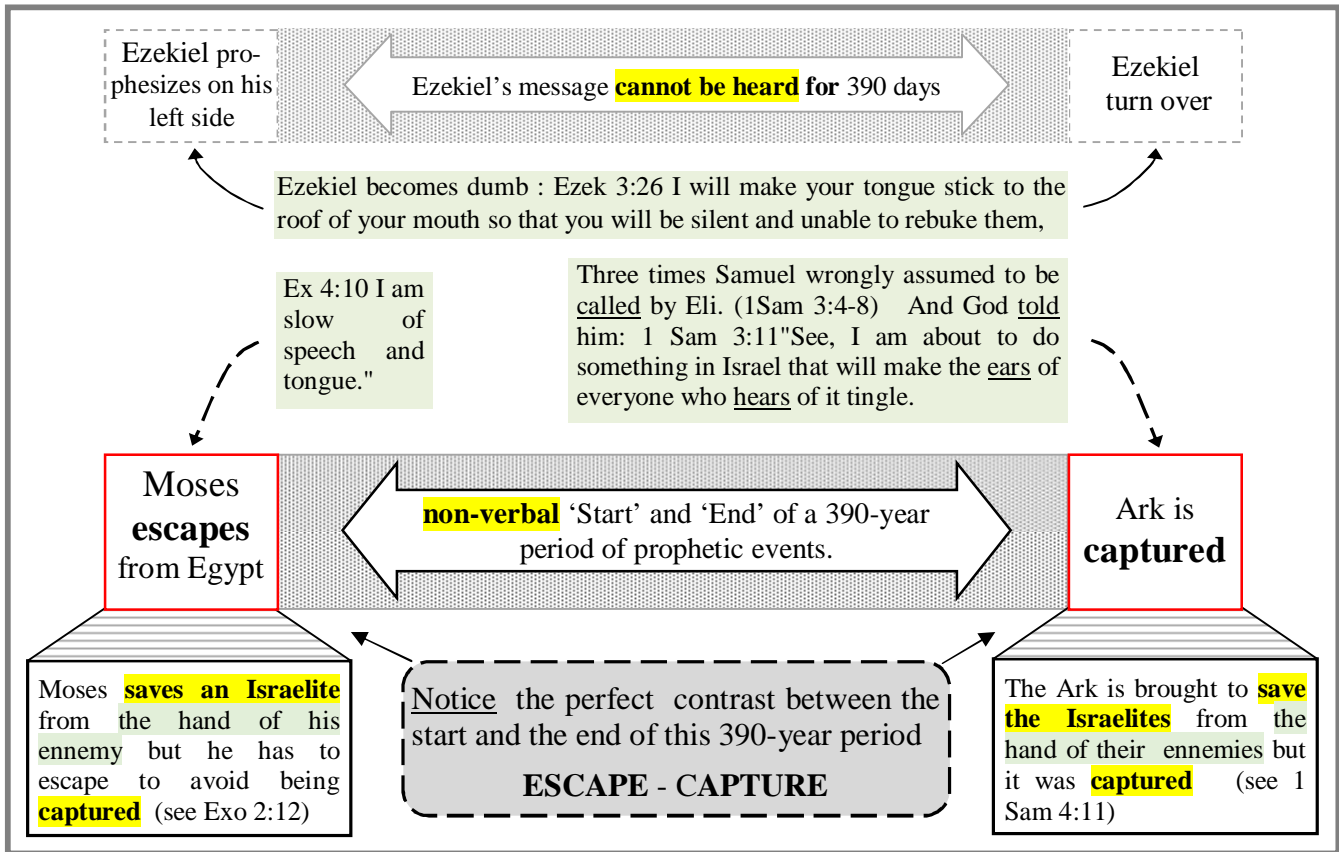 Ezekiel pro-
phesizes on his
left side
Ezekiel's message cannot be heard for 390 days
Ezekiel
turn over
Ezekiel becomes dumb : Ezek 3:26 I will make your tongue stick to the
roof of your mouth so that you will be silent and unable to rebuke them,
Ex 4:10 I am
slow of
speech and
tongue."
Three times Samuel wrongly assumed to be
called by Eli. (1Sam 3:4-8) And God told
him: 1 Sam 3:11"See, I am about to do
something in Israel that will make the ears of
everyone who hears of it tingle.
Moses
escapes
from Egypt
non-verbal ‘Start’ and ‘End’ of a 390-year
period of prophetic events.
Ark is
captured
Moses saves an Israelite
from the hand of his
ennemy but he has to
escape to avoid being
captured (see Exo 2:12)
Notice the perfect contrast between the
start and the end of this 390-year period
ESCAPE - CAPTURE
The Ark is brought to save
the Israelites from the
hand of their ennemies but
it was captured (see 1
Sam 4:11)